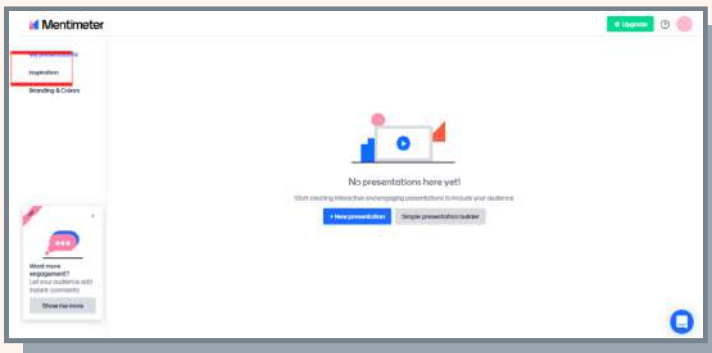 Mentimeter
Upgrade
presentations
Inspiration
Branding & Colors
No presentations here yet!
Start creating interactive and engaging presentations to include your audience.
+ New presentation
Simple presentation builder
Want more
engagement?
Let your audience add
instant comments
Show me more